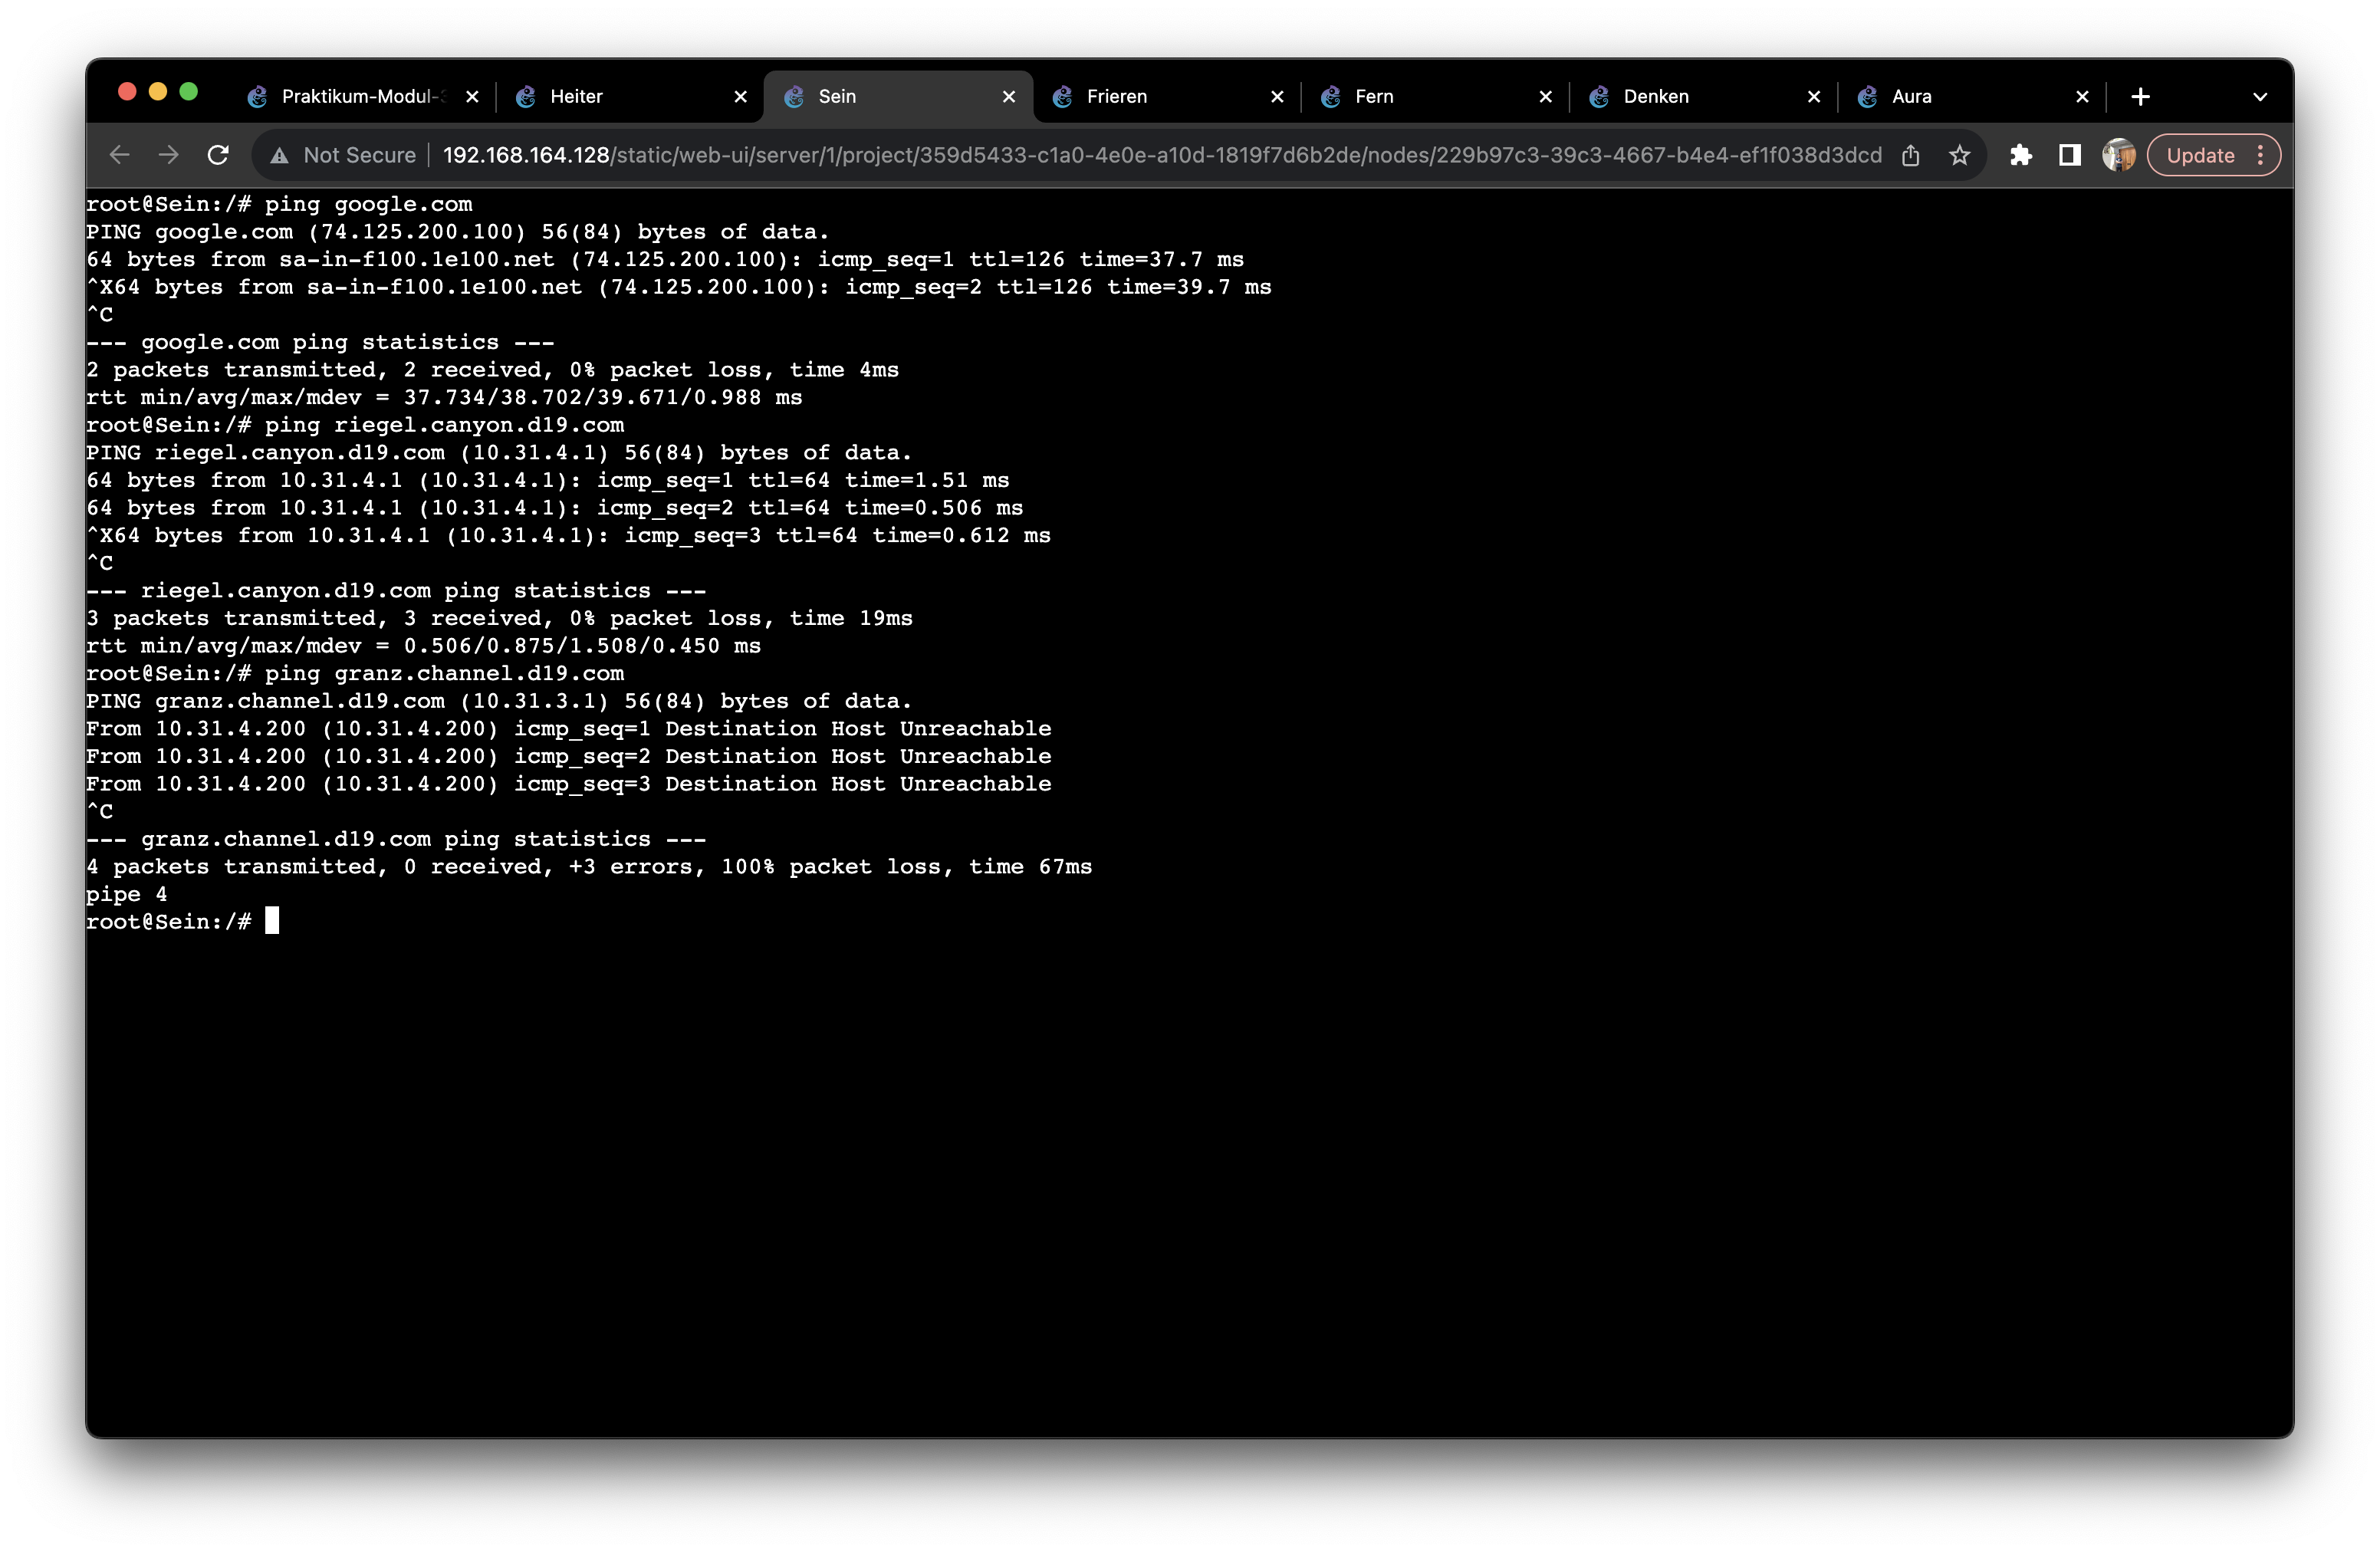 Praktikum-Modul-3
Heiter
Sein
Frieren
Fern
Denken
Aura
Not Secure
192.168.164.128/static/web-ui/server/1/project/359d5433-c1a0-4e0e-a10d-1819f7d6b2de/nodes/229b97c3-39c3-4667-b4e4-ef1f038d3dcd
Update
root@Sein:/# ping google.com
PING google.com (74.125.200.100) 56(84) bytes of data.
64 bytes from sa-in-f100.1e100.net (74.125.200.100): icmp_seq=1 ttl=126 time=37.7 ms
^X64 bytes from sa-in-f100.1e100.net (74.125.200.100): icmp_seq=2 ttl=126 time=39.7 ms
^C
--- google.com ping statistics ---
2 packets transmitted, 2 received, 0% packet loss, time 4ms
rtt min/avg/max/mdev = 37.734/38.702/39.671/0.988 ms
root@Sein:/# ping riegel.canyon.d19.com
PING riegel.canyon.d19.com (10.31.4.1) 56(84) bytes of data.
64 bytes from 10.31.4.1 (10.31.4.1): icmp_seq=1 ttl=64 time=1.51 ms
64 bytes from 10.31.4.1 (10.31.4.1): icmp_seq=2 ttl=64 time=0.506 ms
^X64 bytes from 10.31.4.1 (10.31.4.1): icmp_seq=3 ttl=64 time=0.612 ms
^C
--- riegel.canyon.d19.com ping statistics ---
3 packets transmitted, 3 received, 0% packet loss, time 19ms
rtt min/avg/max/mdev = 0.506/0.875/1.508/0.450 ms
root@Sein:/# ping granz.channel.d19.com
PING granz.channel.d19.com (10.31.3.1) 56(84) bytes of data.
From 10.31.4.200 (10.31.4.200) icmp_seq=1 Destination Host Unreachable
From 10.31.4.200 (10.31.4.200) icmp_seq=2 Destination Host Unreachable
From 10.31.4.200 (10.31.4.200) icmp_seq=3 Destination Host Unreachable
^C
--- granz.channel.d19.com ping statistics ---
4 packets transmitted, 0 received, +3 errors, 100% packet loss, time 67ms
pipe 4
root@Sein:/#